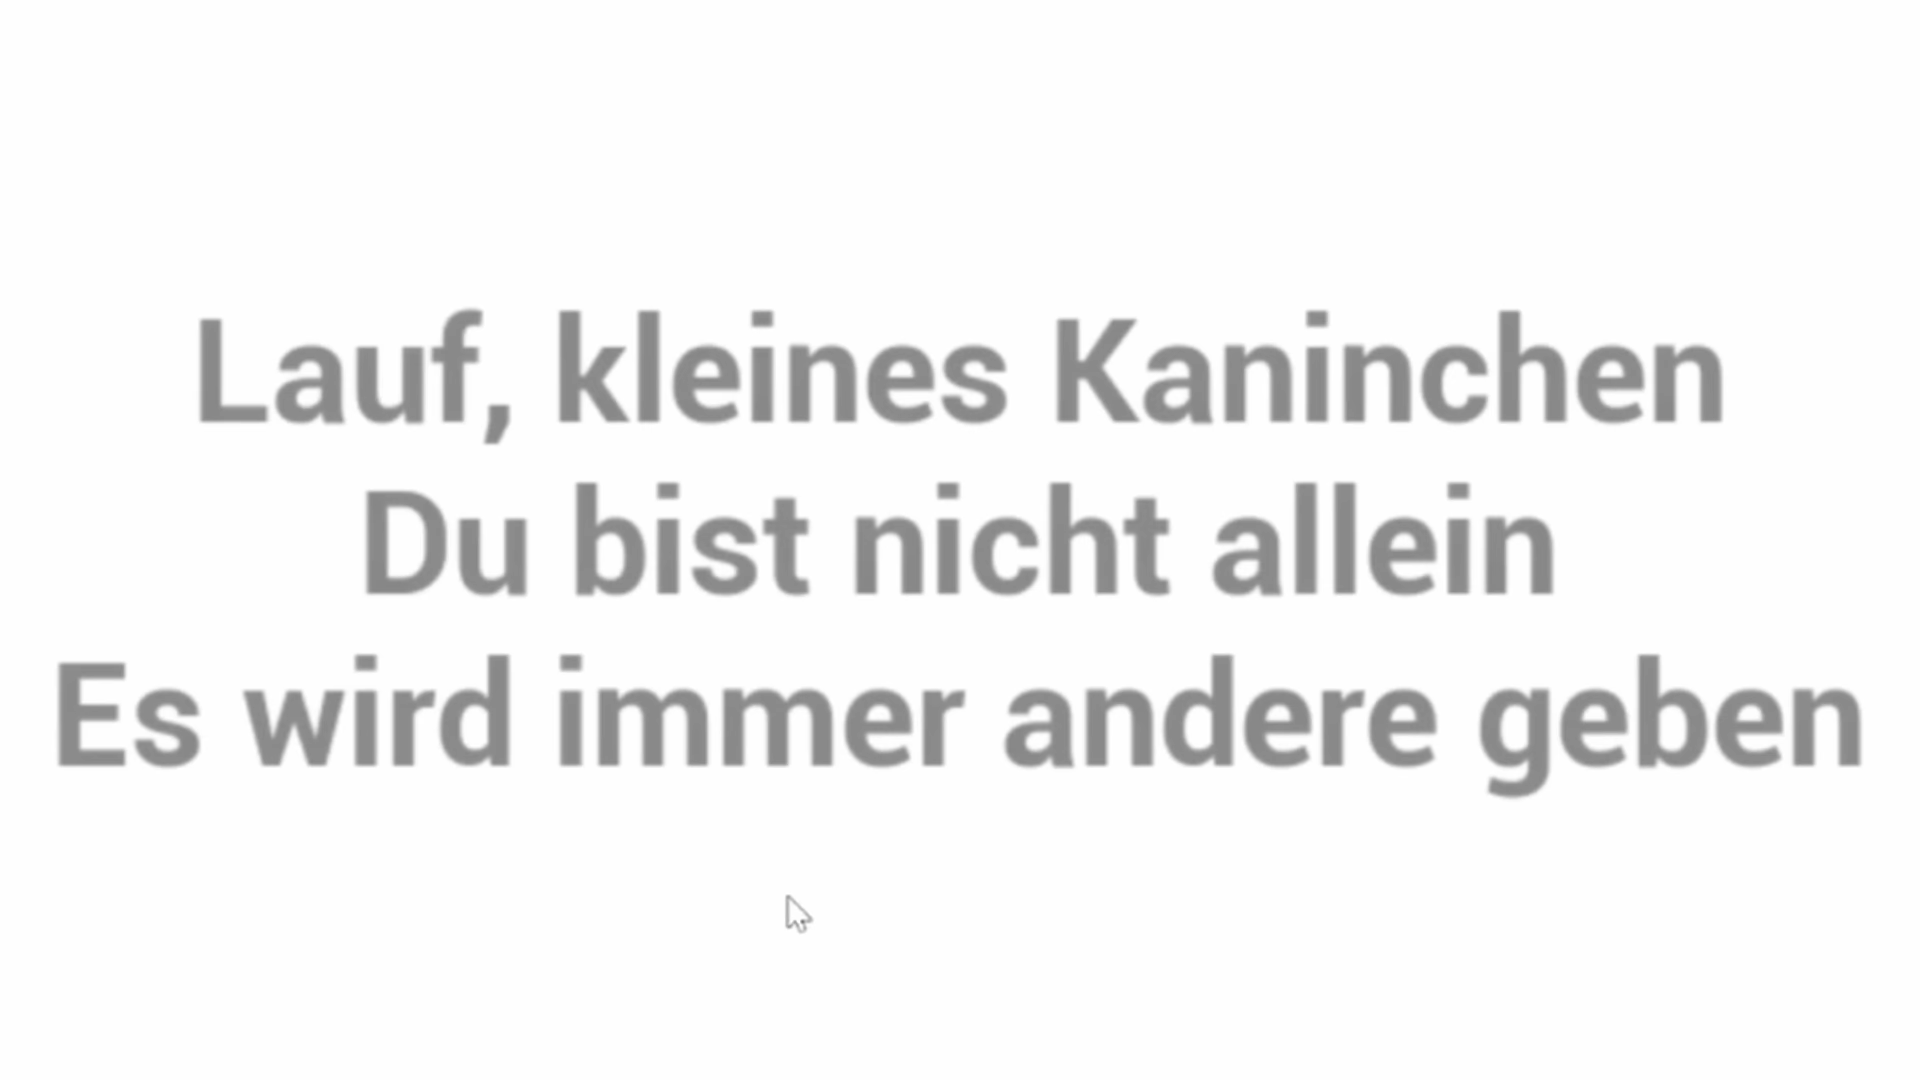 Lauf, kleines Kaninchen
Du bist nicht allein
Es wird immer andere geben